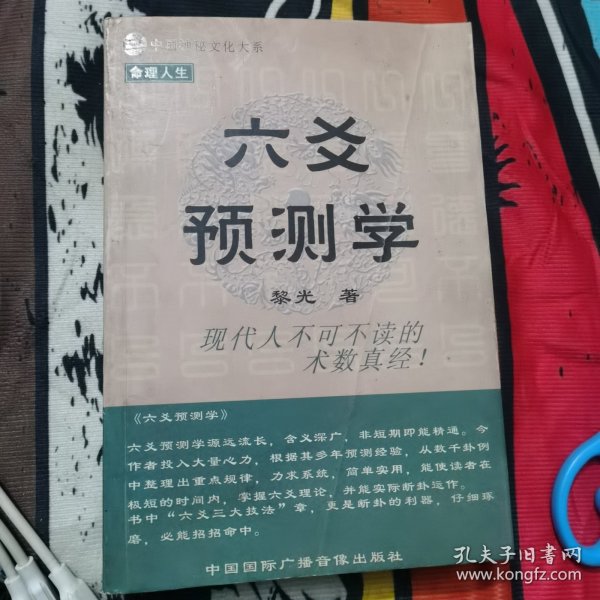 中国神秘文化大系
命理人生
六爻
预测学
黎光 著
现代人不可不读的
术数真经！
《六爻预测学》
六爻预测学源远流长，含义深广，非短期即能精通。今
作者投入大量心力，根据其多年预测经验，从数千卦例
中整理出重点规律，力求系统，简单实用，能使读者在
极短的时间内，掌握六爻理论，并能实际断卦运作。
书中“六爻三大技法”章，更是断卦的利器，仔细琢
磨，必能招招命中。
中国国际广播音像出版社
孔夫子旧书网
www.kongfz.com